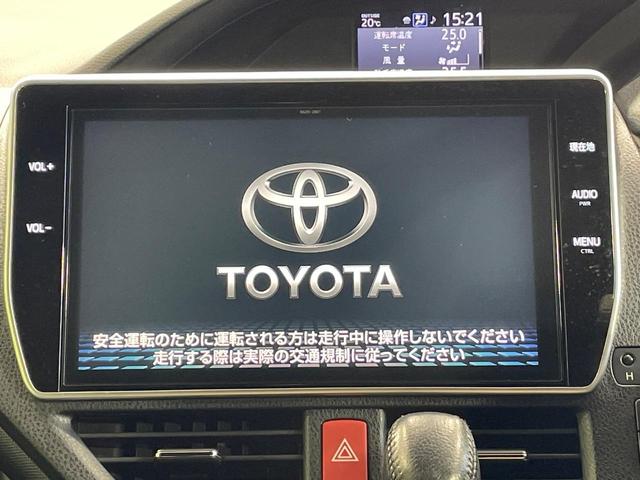 OUTSIDE
20℃
15:21
運転席温度 25.0
モード
風量
VOL+
VOL-
現在地
AUDIO
PWR
MENU
CTRL
TOYOTA
安全運転のために運転される方は走行中に操作しないでください
走行する際は実際の交通規制に従ってください
H